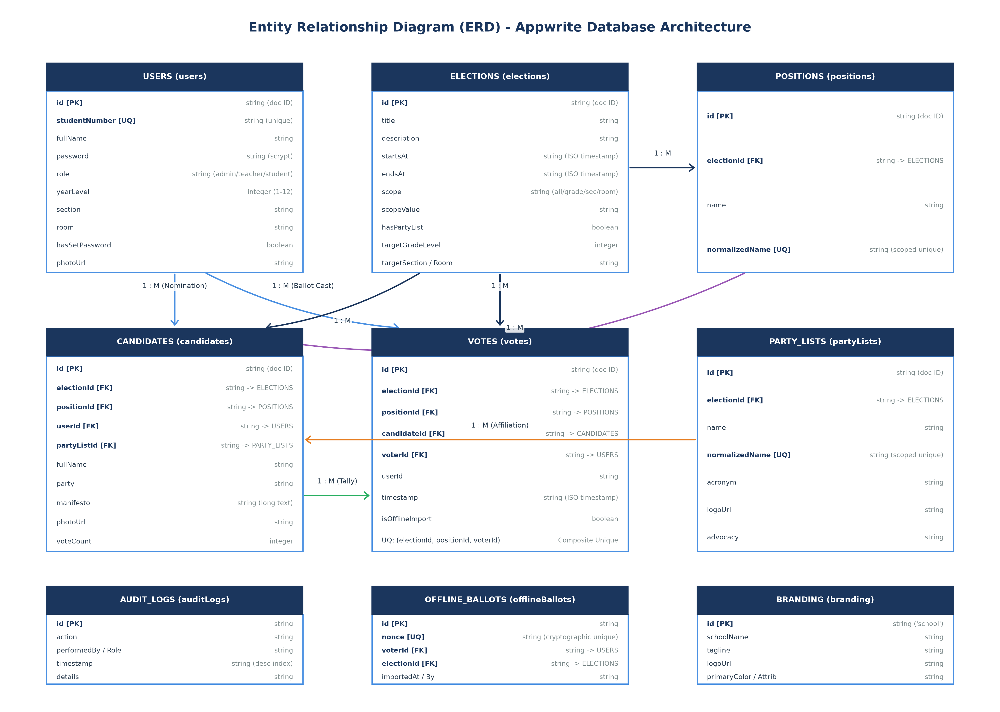 Entity Relationship Diagram (ERD) - Appwrite Database Architecture
USERS (users)
id [PK] string (doc ID)
studentNumber [UQ] string (unique)
fullName string
password string (scrypt)
role string (admin/teacher/student)
yearLevel integer (1-12)
section string
room string
hasSetPassword boolean
photoUrl string
ELECTIONS (elections)
id [PK] string (doc ID)
title string
description string
startsAt string (ISO timestamp)
endsAt string (ISO timestamp)
scope string (all/grade/sec/room)
scopeValue string
hasPartyList boolean
targetGradeLevel integer
targetSection / Room string
1 : M
POSITIONS (positions)
id [PK] string (doc ID)
electionId [FK] string -> ELECTIONS
name string
normalizedName [UQ] string (scoped unique)
1 : M (Nomination)
1 : M (Ballot Cast)
1 : M
1 : M
1 : M
CANDIDATES (candidates)
id [PK] string (doc ID)
electionId [FK] string -> ELECTIONS
positionId [FK] string -> POSITIONS
userId [FK] string -> USERS
partyListId [FK] string -> PARTY_LISTS
fullName string
party string
manifesto string (long text)
photoUrl string
voteCount integer
1 : M (Tally)
VOTES (votes)
id [PK] string (doc ID)
electionId [FK] string -> ELECTIONS
positionId [FK] string -> POSITIONS
1 : M (Affiliation)
candidateId [FK] string -> CANDIDATES
voterId [FK] string -> USERS
userId string
timestamp string (ISO timestamp)
isOfflineImport boolean
UQ: (electionId, positionId, voterId) Composite Unique
PARTY_LISTS (partyLists)
id [PK] string (doc ID)
electionId [FK] string -> ELECTIONS
name string
normalizedName [UQ] string (scoped unique)
acronym string
logoUrl string
advocacy string
AUDIT_LOGS (auditLogs)
id [PK] string
action string
performedBy / Role string
timestamp string (desc index)
details string
OFFLINE_BALLOTS (offlineBallots)
id [PK] string
nonce [UQ] string (cryptographic unique)
voterId [FK] string -> USERS
electionId [FK] string -> ELECTIONS
importedAt / By string
BRANDING (branding)
id [PK] string ('school')
schoolName string
tagline string
logoUrl string
primaryColor / Attrib string